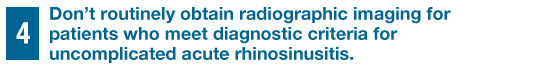 4
Don't routinely obtain radiographic imaging for
patients who meet diagnostic criteria for
uncomplicated acute rhinosinusitis.